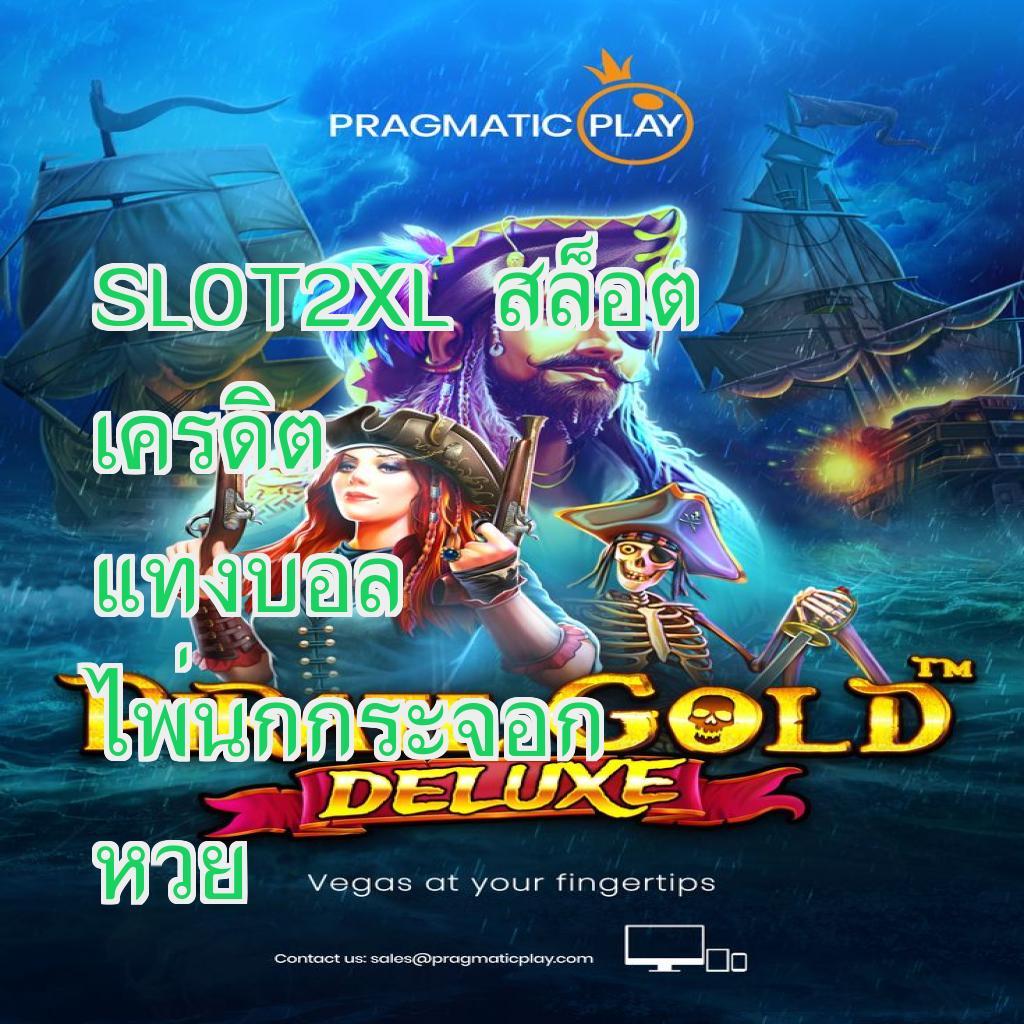 PRAGMATIC PLAY
SLOT2XL สล็อต
เครดิต
แทงบอล
ไพ่นกกระจอก
PIRATE GOLD™
DELUXE
หวย
Vegas at your fingertips
Contact us: sales@pragmaticplay.com